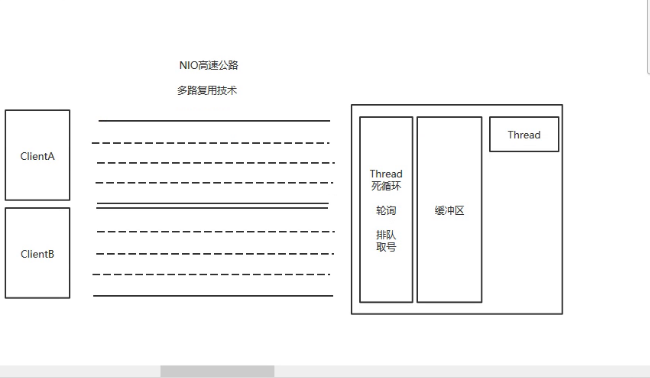 NIO高速公路
多路复用技术
ClientA
ClientB
Thread
死循环
轮询
排队
取号
缓冲区
Thread